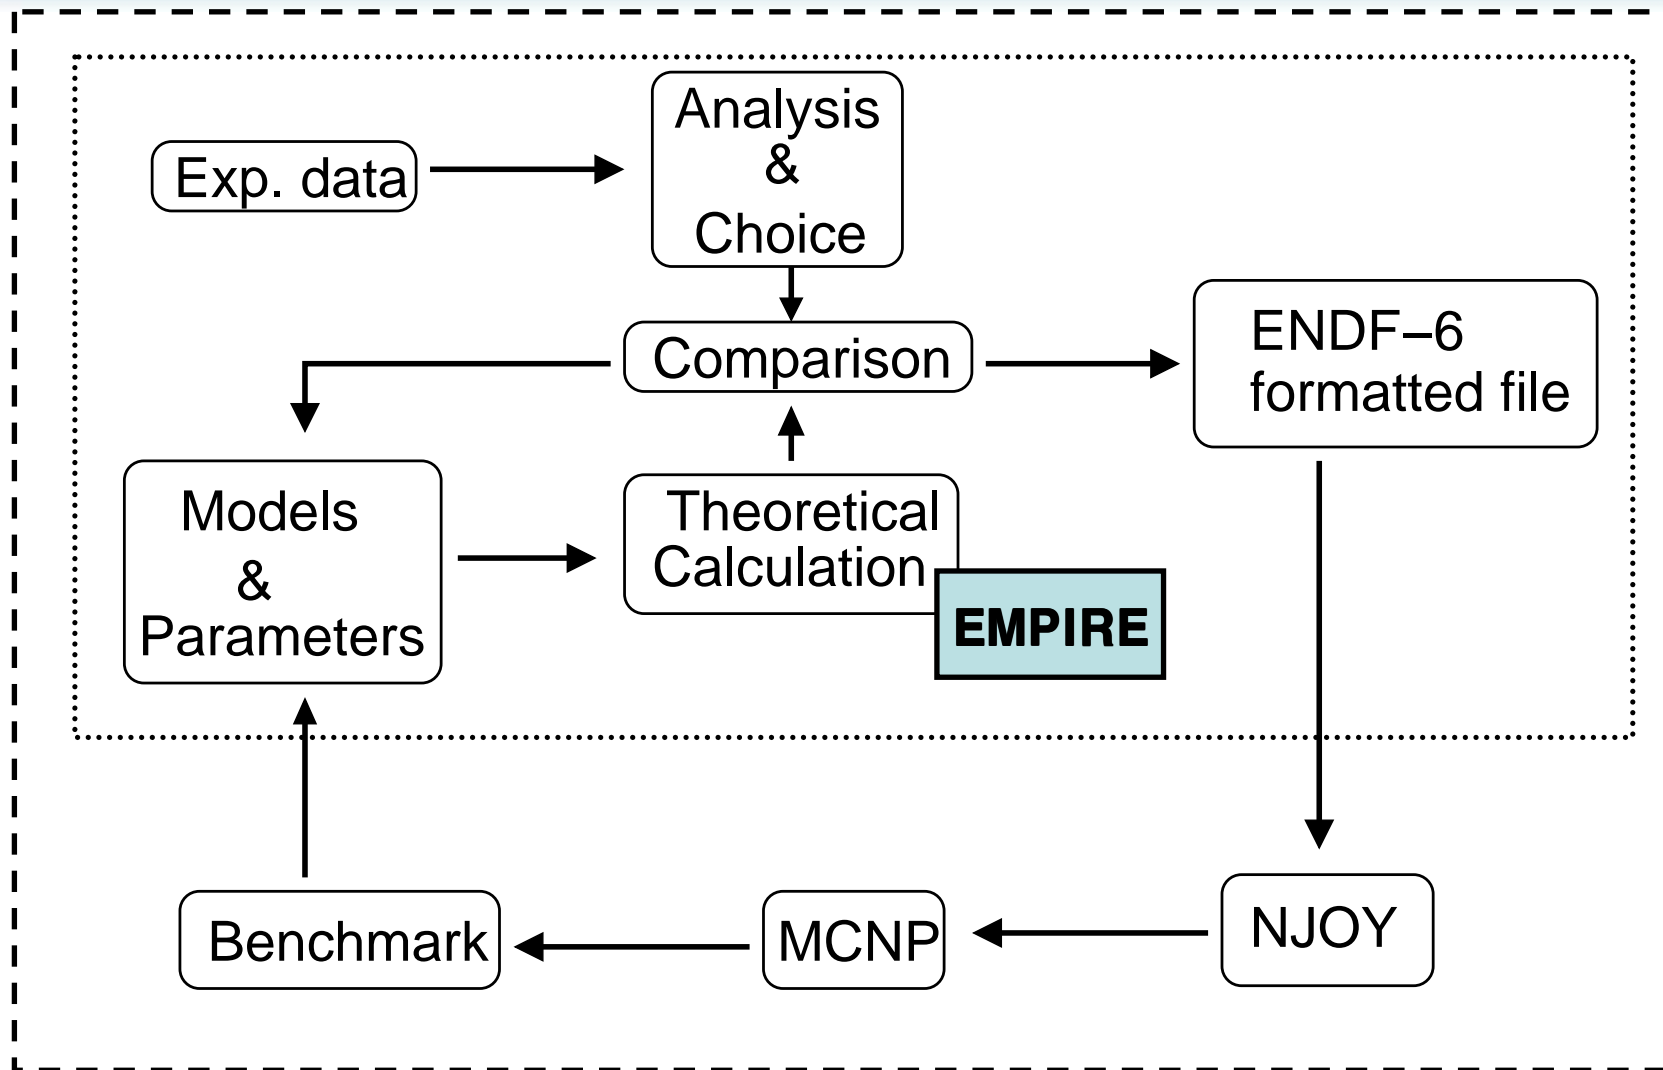 Analysis
&
Choice
Exp. data
Comparison
ENDF–6
formatted file
Models
&
Parameters
Theoretical
Calculation
EMPIRE
Benchmark
MCNP
NJOY